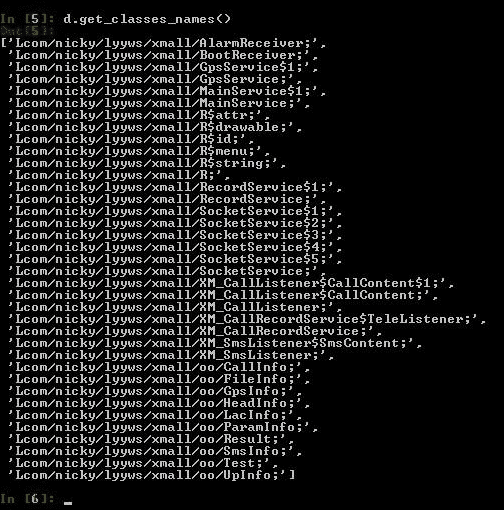 In [5]: d.get_classes_names()
Out[5]:
['Lcom/nicky/lyyws/xmall/AlarmReceiver;',
'Lcom/nicky/lyyws/xmall/BootReceiver;',
'Lcom/nicky/lyyws/xmall/GpsService$1;',
'Lcom/nicky/lyyws/xmall/GpsService;',
'Lcom/nicky/lyyws/xmall/MainService$1;',
'Lcom/nicky/lyyws/xmall/MainService;',
'Lcom/nicky/lyyws/xmall/R$attr;',
'Lcom/nicky/lyyws/xmall/R$drawable;',
'Lcom/nicky/lyyws/xmall/R$id;',
'Lcom/nicky/lyyws/xmall/R$menu;',
'Lcom/nicky/lyyws/xmall/R$string;',
'Lcom/nicky/lyyws/xmall/R;',
'Lcom/nicky/lyyws/xmall/RecordService$1;',
'Lcom/nicky/lyyws/xmall/RecordService;',
'Lcom/nicky/lyyws/xmall/SocketService$1;',
'Lcom/nicky/lyyws/xmall/SocketService$2;',
'Lcom/nicky/lyyws/xmall/SocketService$3;',
'Lcom/nicky/lyyws/xmall/SocketService$4;',
'Lcom/nicky/lyyws/xmall/SocketService$5;',
'Lcom/nicky/lyyws/xmall/SocketService;',
'Lcom/nicky/lyyws/xmall/XM_CallListener$CallContent$1;',
'Lcom/nicky/lyyws/xmall/XM_CallListener$CallContent;',
'Lcom/nicky/lyyws/xmall/XM_CallListener;',
'Lcom/nicky/lyyws/xmall/XM_CallRecordService$TeleListener;',
'Lcom/nicky/lyyws/xmall/XM_CallRecordService;',
'Lcom/nicky/lyyws/xmall/XM_SmsListener$SmsContent;',
'Lcom/nicky/lyyws/xmall/XM_SmsListener;',
'Lcom/nicky/lyyws/xmall/oo/CallInfo;',
'Lcom/nicky/lyyws/xmall/oo/FileInfo;',
'Lcom/nicky/lyyws/xmall/oo/GpsInfo;',
'Lcom/nicky/lyyws/xmall/oo/HeadInfo;',
'Lcom/nicky/lyyws/xmall/oo/LacInfo;',
'Lcom/nicky/lyyws/xmall/oo/ParamInfo;',
'Lcom/nicky/lyyws/xmall/oo/Result;',
'Lcom/nicky/lyyws/xmall/oo/SmsInfo;',
'Lcom/nicky/lyyws/xmall/oo/Test;',
'Lcom/nicky/lyyws/xmall/oo/UpInfo;']
In [6]: _